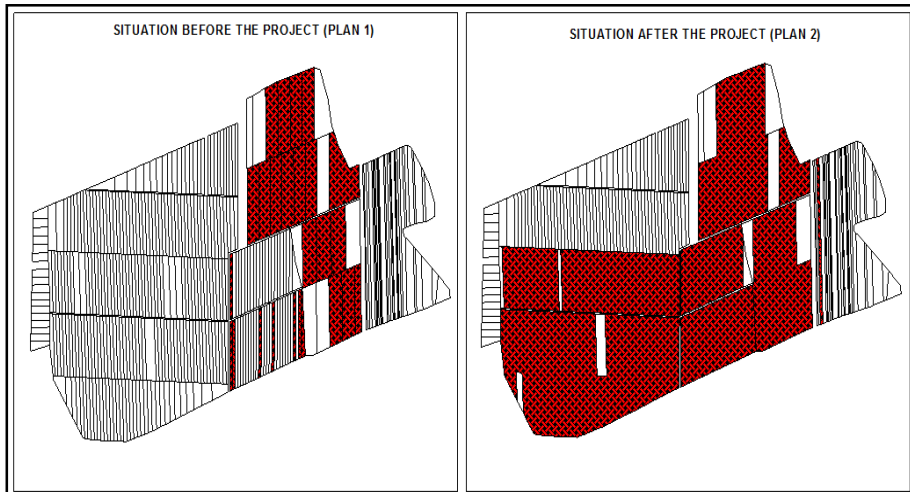 SITUATION BEFORE THE PROJECT (PLAN 1)
SITUATION AFTER THE PROJECT (PLAN 2)